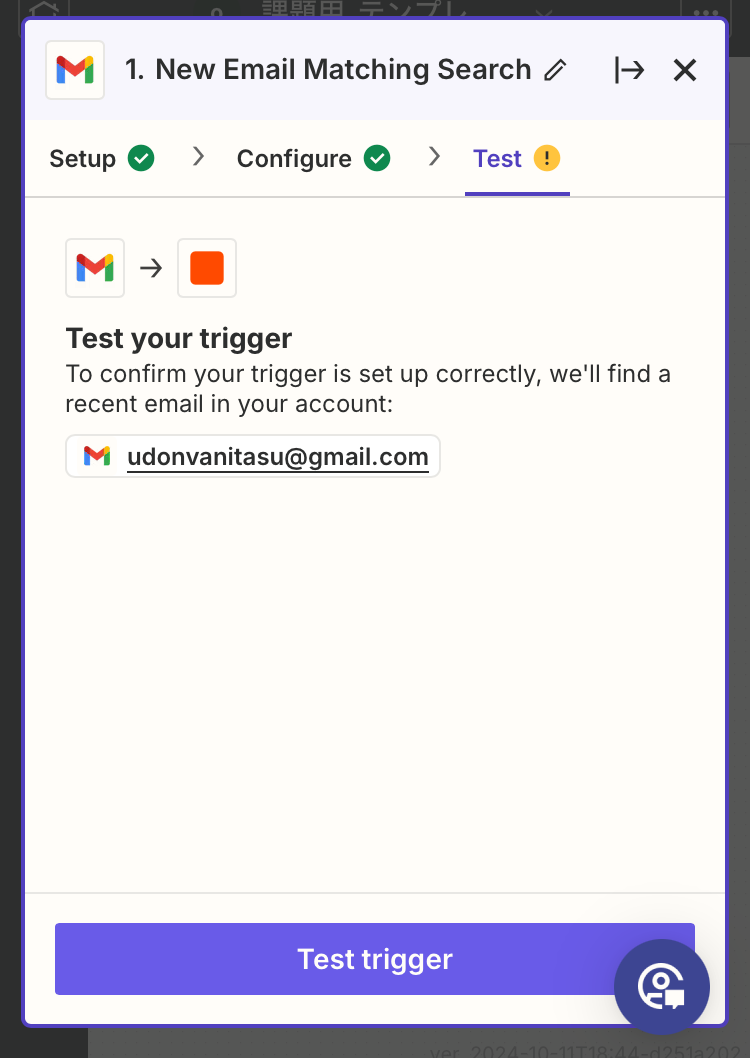 課題用_テンプレ
1. New Email Matching Search
Setup
Configure
Test
Test your trigger
To confirm your trigger is set up correctly, we'll find a
recent email in your account:
udonvanitasu@gmail.com
Test trigger
ver. 2024-10-11T18:44-d251a202